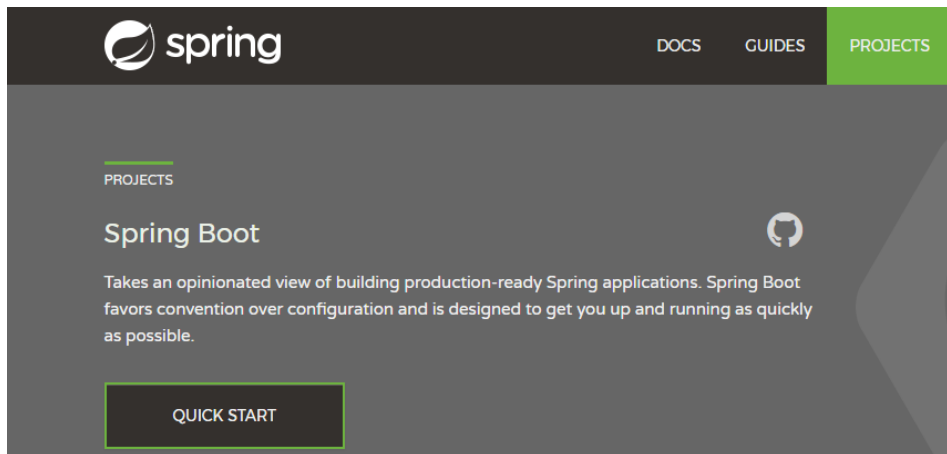 spring
DOCS GUIDES PROJECTS
PROJECTS
Spring Boot
Takes an opinionated view of building production-ready Spring applications. Spring Boot
favors convention over configuration and is designed to get you up and running as quickly
as possible.
QUICK START